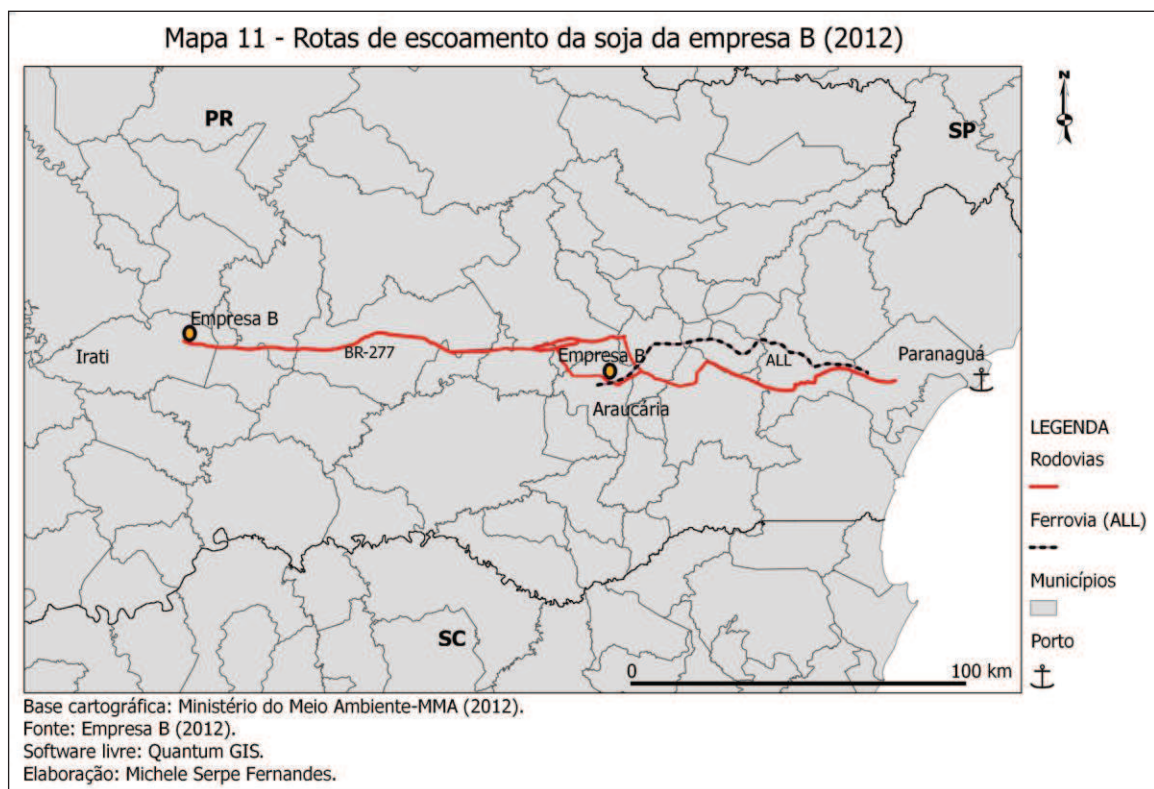 Mapa 11 - Rotas de escoamento da soja da empresa B (2012)
N
PR
SP
Empresa B
Irati
BR-277
Empresa B
ALL
Paranaguá
Araucária
LEGENDA
Rodovias
Ferrovia (ALL)
Municípios
Porto
SC
0
100 km
Base cartográfica: Ministério do Meio Ambiente-MMA (2012).
Fonte: Empresa B (2012).
Software livre: Quantum GIS.
Elaboração: Michele Serpe Fernandes.